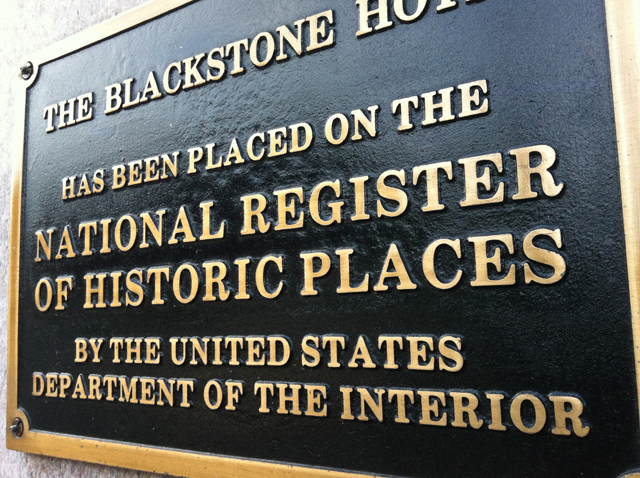 THE BLACKSTONE
HAS BEEN PLACED ON THE
NATIONAL REGISTER
OF HISTORIC PLACES
BY THE UNITED STATES
DEPARTMENT OF THE INTERIOR